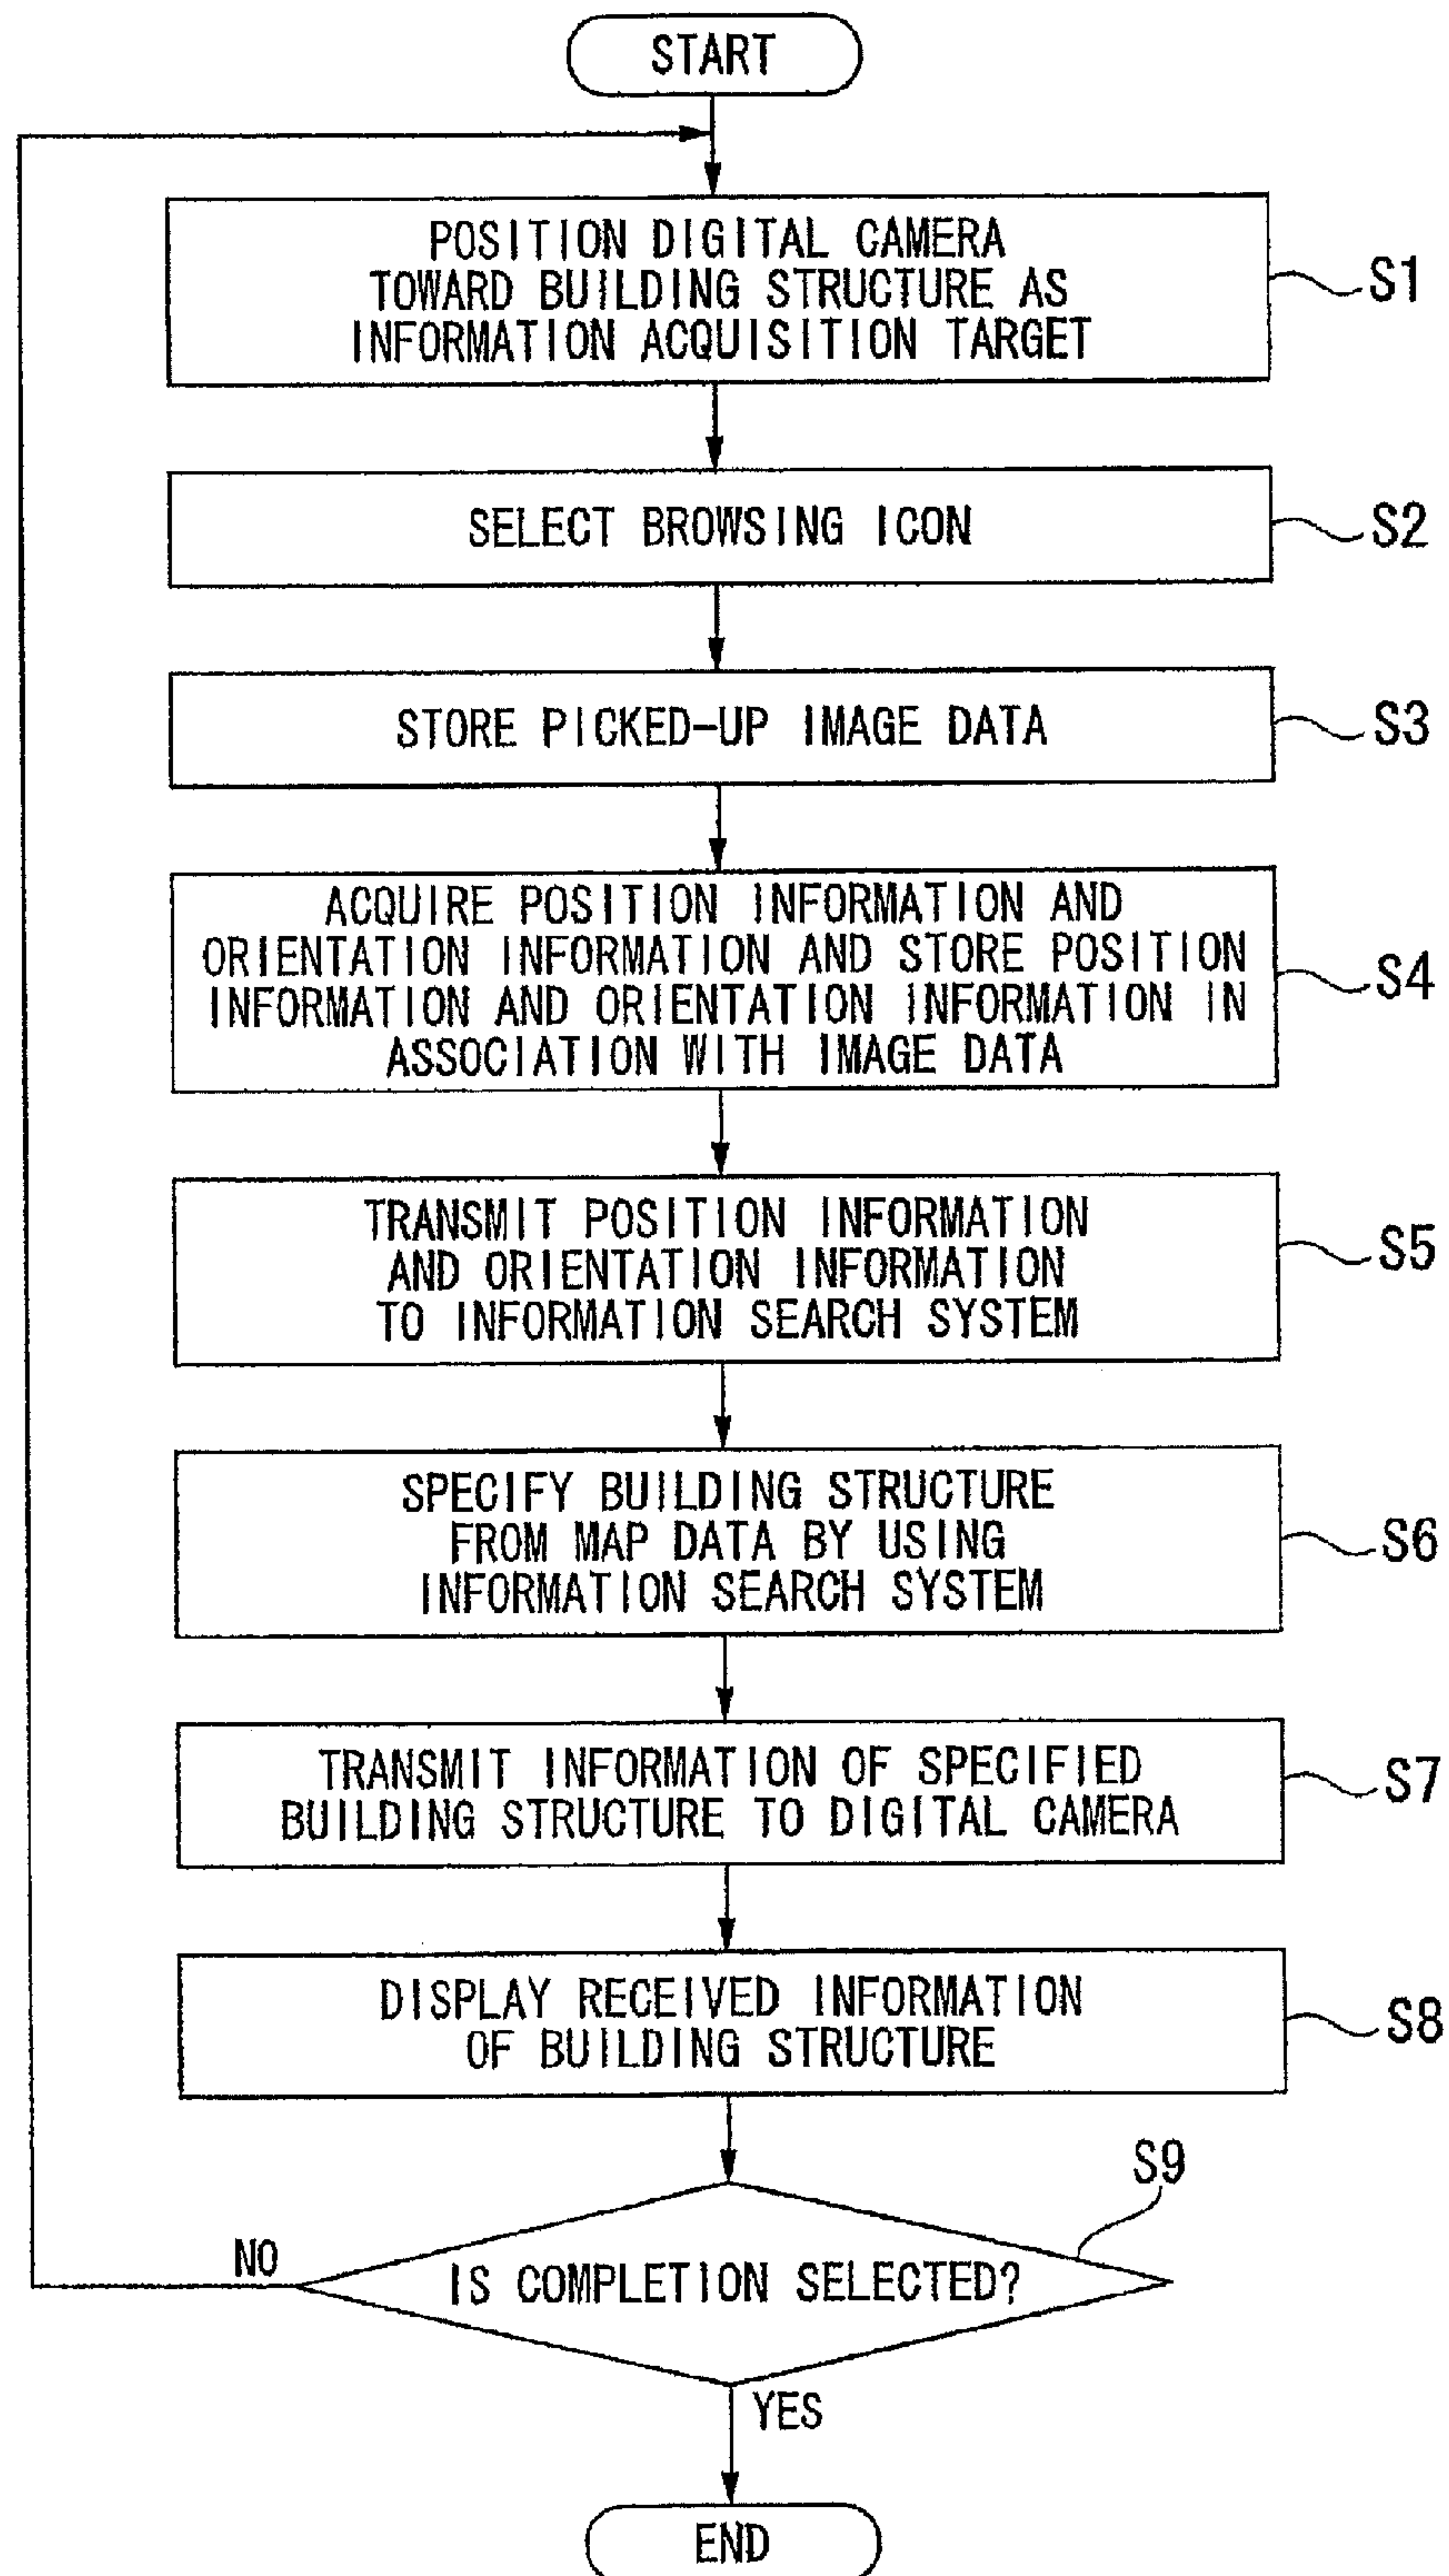 START
POSITION DIGITAL CAMERA
TOWARD BUILDING STRUCTURE AS
INFORMATION ACQUISITION TARGET
S1
SELECT BROWSING ICON
S2
STORE PICKED-UP IMAGE DATA
S3
ACQUIRE POSITION INFORMATION AND
ORIENTATION INFORMATION AND STORE POSITION
INFORMATION AND ORIENTATION INFORMATION IN
ASSOCIATION WITH IMAGE DATA
S4
TRANSMIT POSITION INFORMATION
AND ORIENTATION INFORMATION
TO INFORMATION SEARCH SYSTEM
S5
SPECIFY BUILDING STRUCTURE
FROM MAP DATA BY USING
INFORMATION SEARCH SYSTEM
S6
TRANSMIT INFORMATION OF SPECIFIED
BUILDING STRUCTURE TO DIGITAL CAMERA
S7
DISPLAY RECEIVED INFORMATION
OF BUILDING STRUCTURE
S8
S9
NO
IS COMPLETION SELECTED?
YES
END